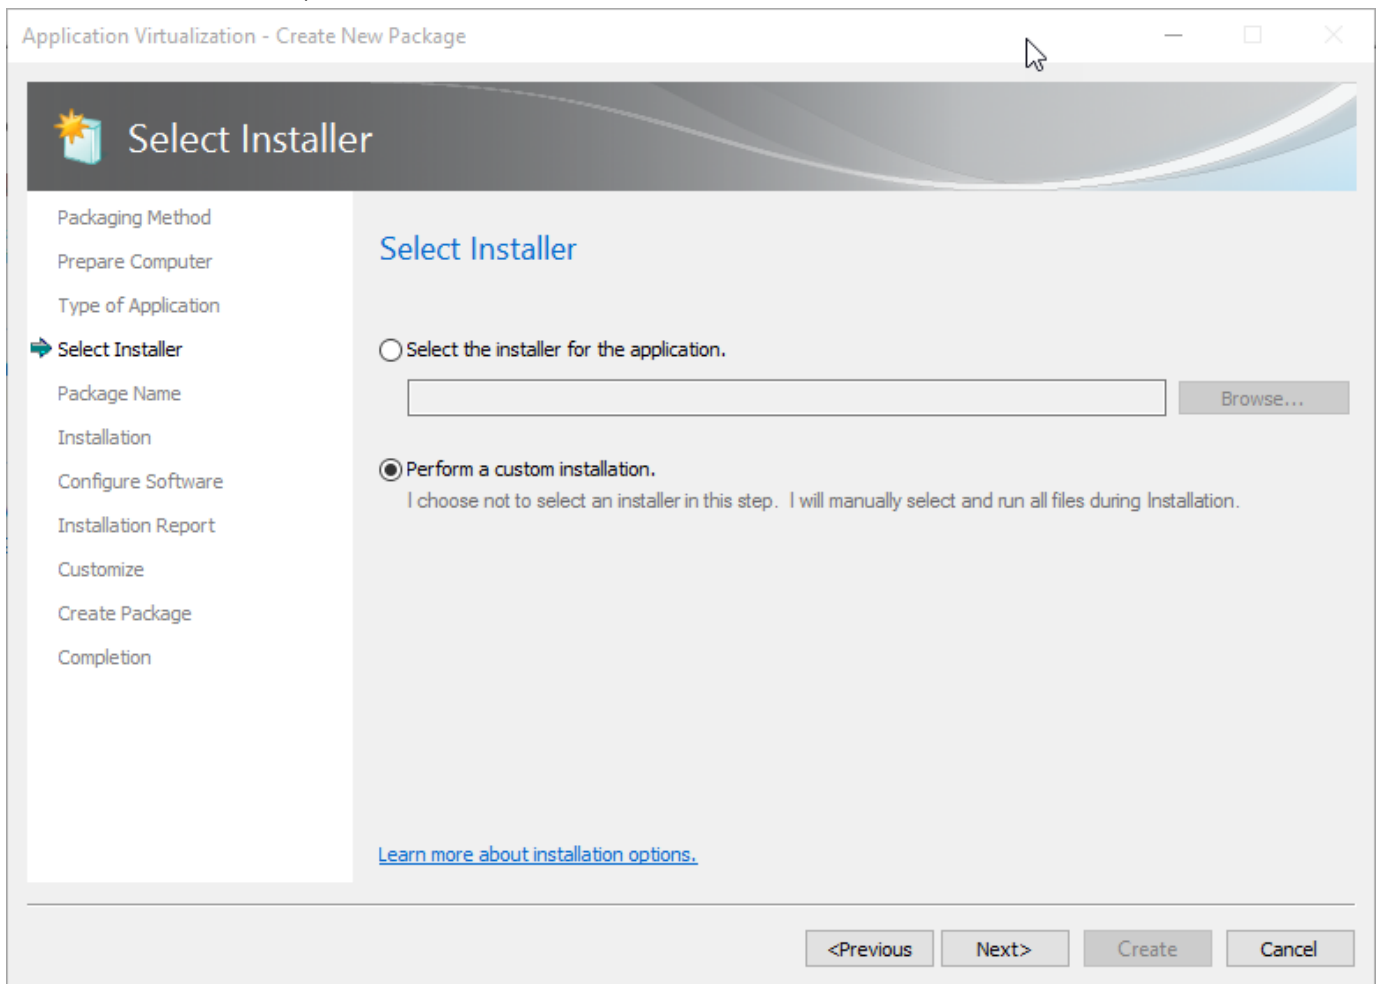 Application Virtualization - Create New Package
Select Installer
Packaging Method
Prepare Computer
Type of Application
Select Installer
Package Name
Installation
Configure Software
Installation Report
Customize
Create Package
Completion
Select Installer
Select the installer for the application.
Browse...
Perform a custom installation.
I choose not to select an installer in this step. I will manually select and run all files during Installation.
Learn more about installation options.
<Previous
Next>
Create
Cancel